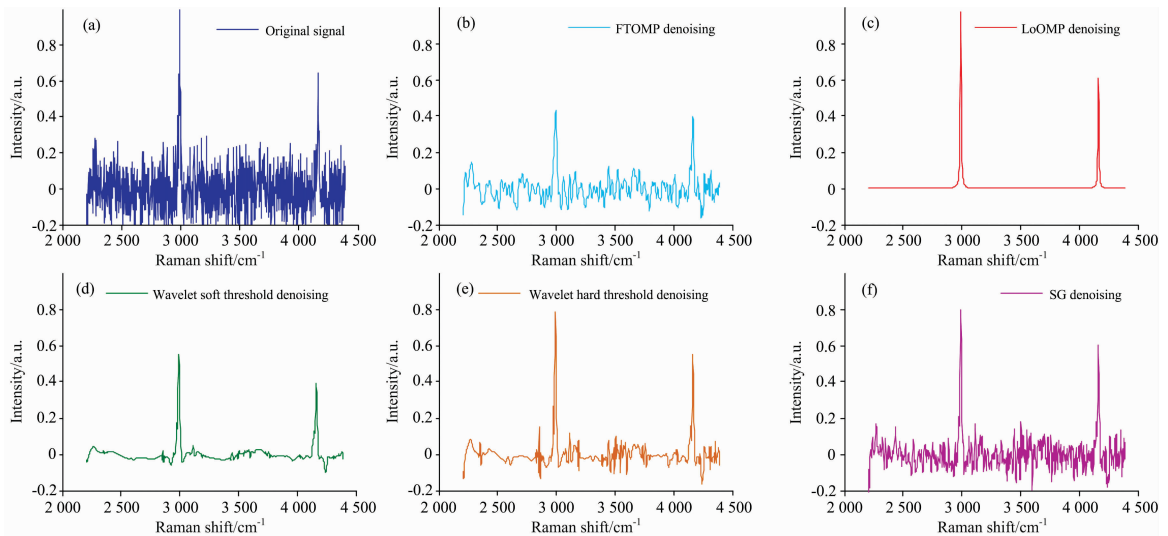 (a)
Original signal
0.8
0.6
0.4
0.2
0
-0.2
Intensity/a.u.
2 000 2 500 3 000 3 500 4 000 4 500
Raman shift/cm-1
(b)
FTOMP denoising
0.8
0.6
0.4
0.2
0
-0.2
Intensity/a.u.
2 000 2 500 3 000 3 500 4 000 4 500
Raman shift/cm-1
(c)
LoOMP denoising
0.8
0.6
0.4
0.2
0
-0.2
Intensity/a.u.
2 000 2 500 3 000 3 500 4 000 4 500
Raman shift/cm-1
(d)
Wavelet soft threshold denoising
0.8
0.6
0.4
0.2
0
-0.2
Intensity/a.u.
2 000 2 500 3 000 3 500 4 000 4 500
Raman shift/cm-1
(e)
Wavelet hard threshold denoising
0.8
0.6
0.4
0.2
0
-0.2
Intensity/a.u.
2 000 2 500 3 000 3 500 4 000 4 500
Raman shift/cm-1
(f)
SG denoising
0.8
0.6
0.4
0.2
0
-0.2
Intensity/a.u.
2 000 2 500 3 000 3 500 4 000 4 500
Raman shift/cm-1